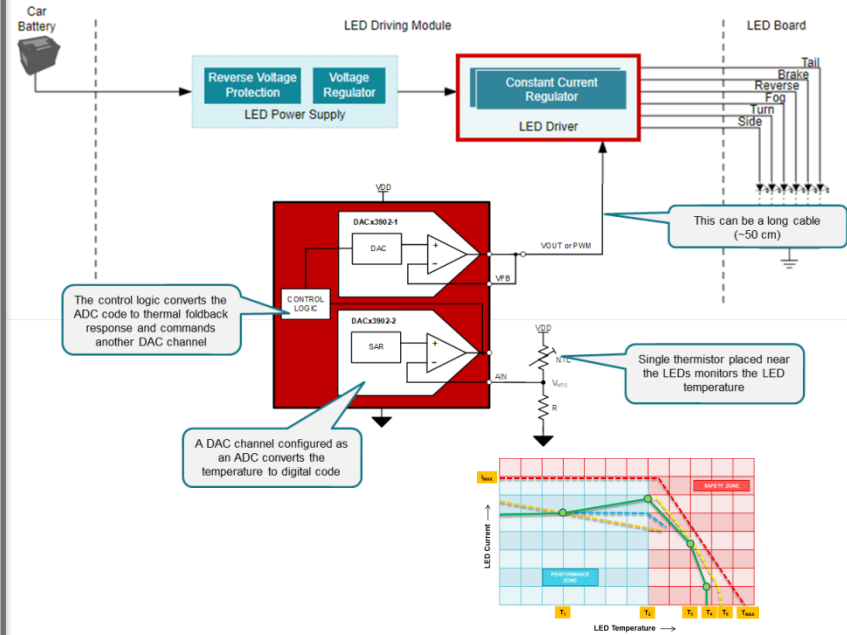 Car
Battery
LED Driving Module
LED Board
Reverse Voltage
Protection
Voltage
Regulator
LED Power Supply
Constant Current
Regulator
LED Driver
Tail
Brake
Reverse
Fog
Turn
Side
This can be a long cable
(~50 cm)
VDD
DACx3902-1
DAC
VOUT or PWM
VFB
CONTROL
LOGIC
The control logic converts the
ADC code to thermal foldback
response and commands
another DAC channel
DACx3902-2
SAR
AIN
VDD
NTC
VNTC
R
Single thermistor placed near
the LEDs monitors the LED
temperature
A DAC channel configured as
an ADC converts the
temperature to digital code
IMAX
SAFETY ZONE
LED Current
PERFORMANCE
ZONE
T1 T2 T3 T4 T5 TMAX
LED Temperature